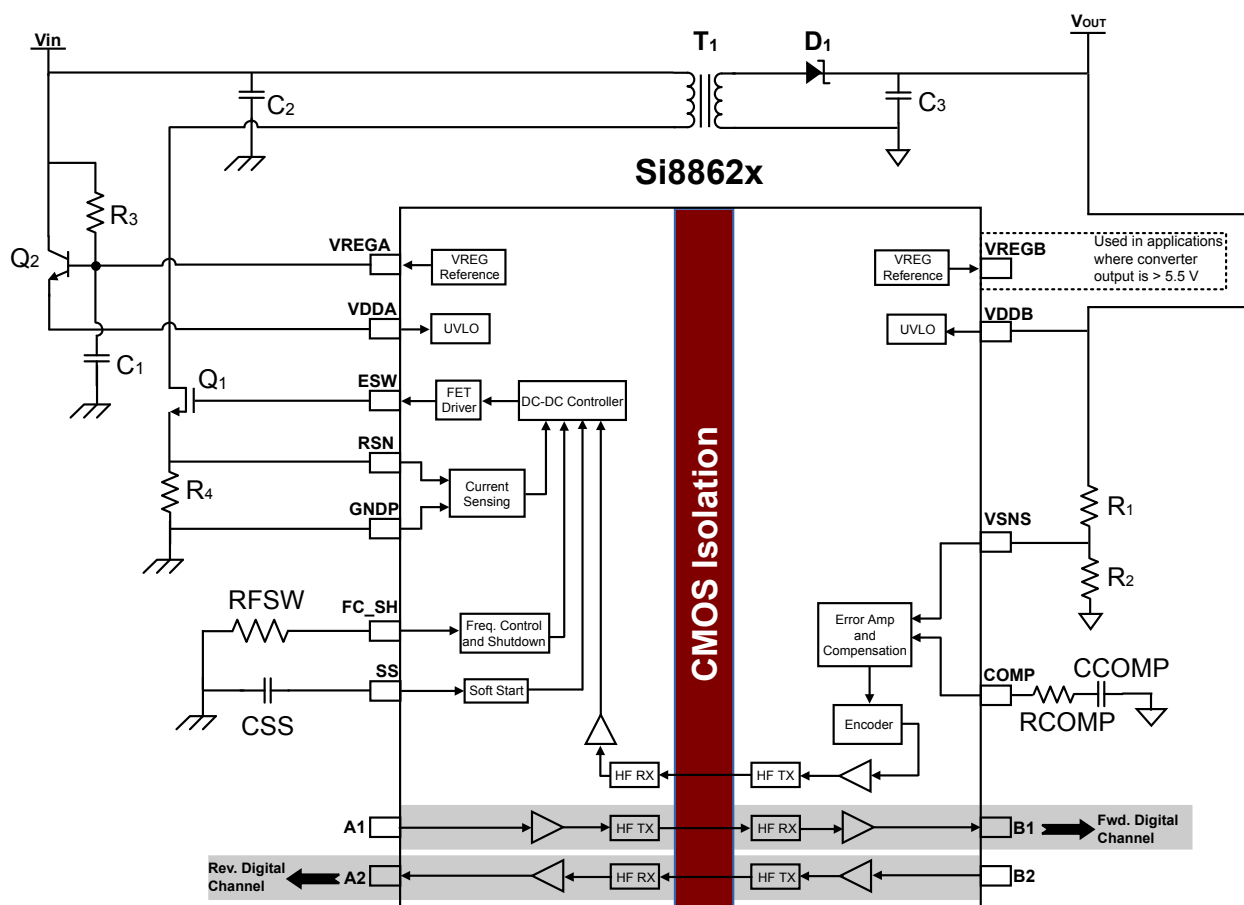 Vin
T1
D1
VOUT
C2
C3
Si8862x
R3
Q2
VREGA
VREG
Reference
VREG
Reference
VREGB
Used in applications
where converter
output is > 5.5 V
VDDA
UVLO
UVLO
VDDB
C1
Q1
ESW
FET
Driver
DC-DC Controller
RSN
Current
Sensing
R4
GNDP
CMOS Isolation
VSNS
R1
R2
RFSW
FC_SH
Freq. Control
and Shutdown
Error Amp
and
Compensation
SS
Soft Start
CSS
COMP
CCOMP
RCOMP
Encoder
HF RX
HF TX
A1
HF TX
HF RX
B1
Fwd. Digital
Channel
Rev. Digital
Channel
A2
HF RX
HF TX
B2